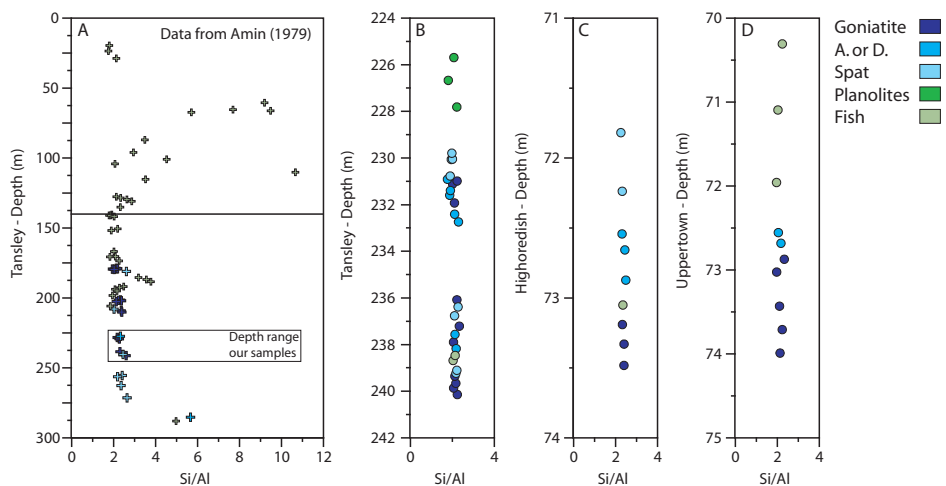 A
Data from Amin (1979)
Tansley - Depth (m)
0
50
100
150
200
250
300
Depth range
our samples
0 2 4 6 8 10 12
Si/Al
B
Tansley - Depth (m)
224
226
228
230
232
234
236
238
240
242
0 2 4
Si/Al
C
Highoredish - Depth (m)
71
72
73
74
0 2 4
Si/Al
D
Uppertown - Depth (m)
70
71
72
73
74
75
0 2 4
Si/Al
Goniatite
A. or D.
Spat
Planolites
Fish